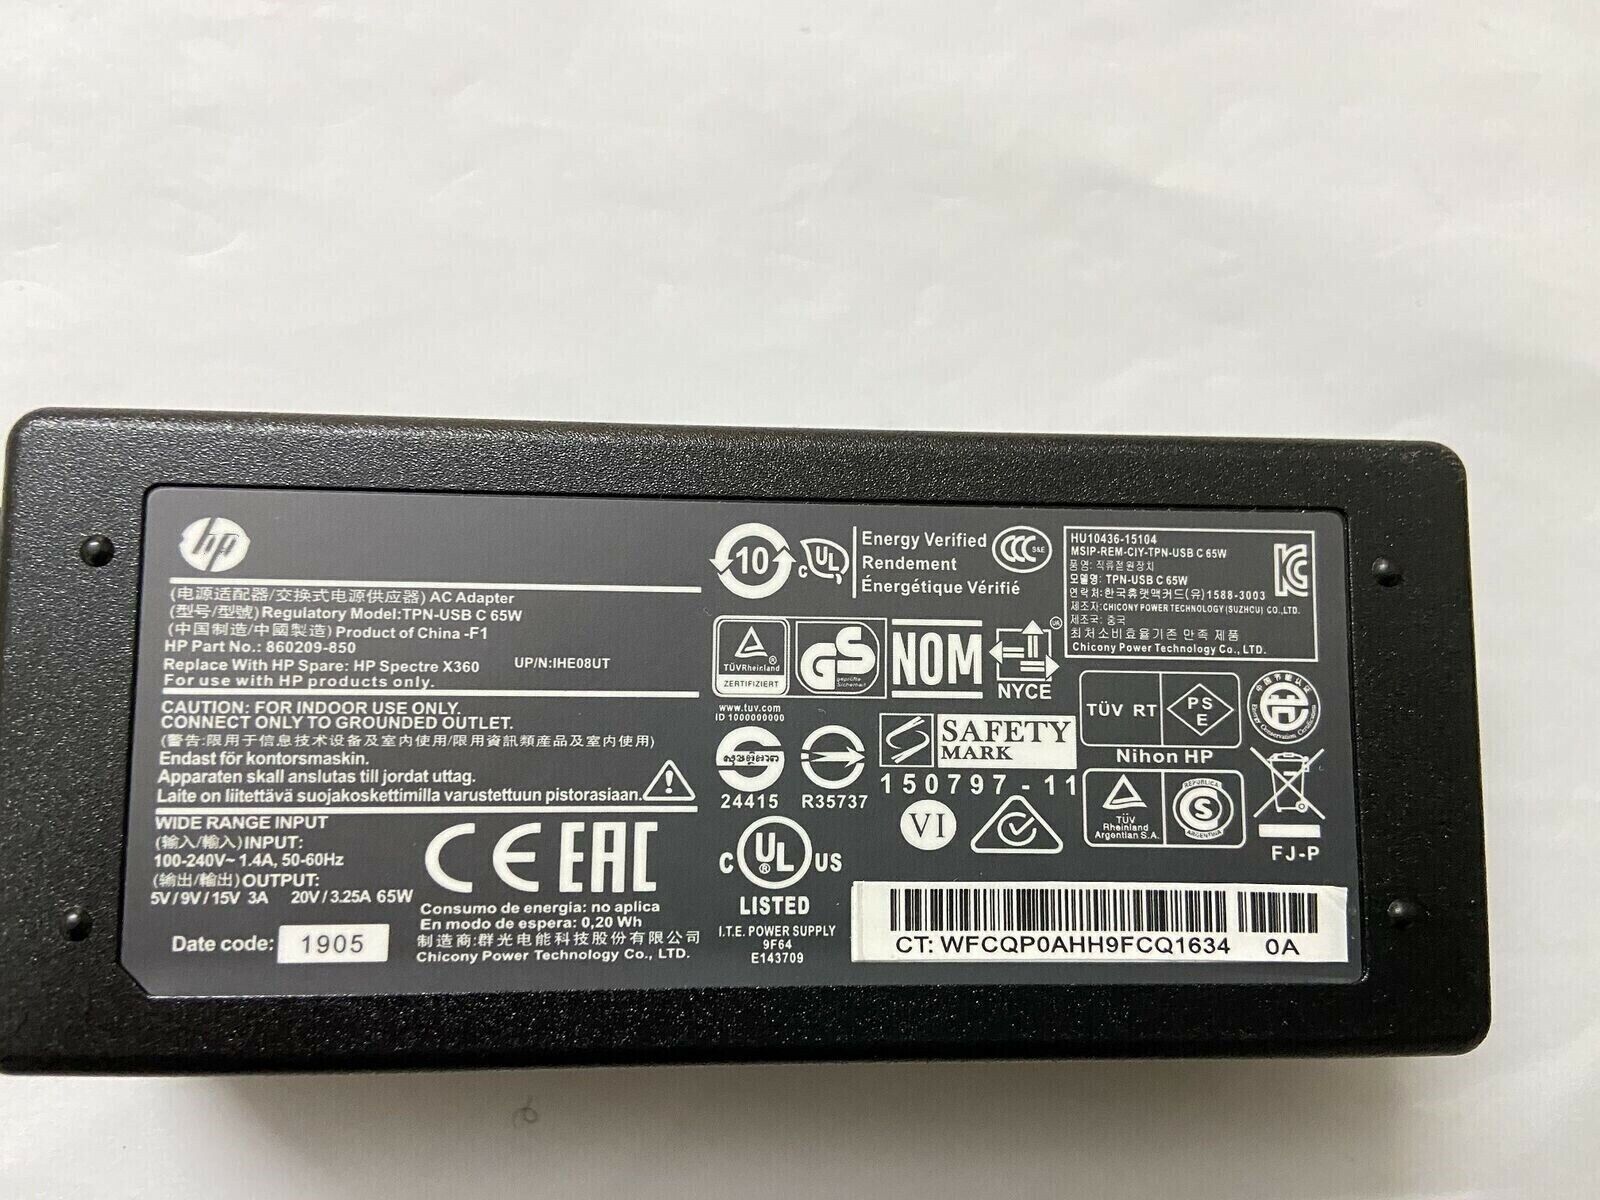 hp
(电源适配器/交换式电源供应器) AC Adapter
(型号/型號) Regulatory Model:TPN-USB C 65W
(中国制造/中國製造) Product of China -F1
HP Part No.: 860209-850
Replace With HP Spare: HP Spectre X360 UP/N:IHE08UT
For use with HP products only.
CAUTION: FOR INDOOR USE ONLY.
CONNECT ONLY TO GROUNDED OUTLET.
(警告:限用于信息技术设备及室内使用/限用資訊類産品及室内使用)
Endast för kontorsmaskin.
Apparaten skall anslutas till jordat uttag.
Laite on liitettävä suojakoskettimilla varustettuun pistorasiaan.
WIDE RANGE INPUT
(输入/輸入)INPUT:
100-240V~ 1.4A, 50-60Hz
(输出/輸出) OUTPUT:
5V/9V/15V 3A 20V/3.25A 65W
Date code: 1905
CE EAC
Consumo de energia: no aplica
En modo de espera: 0,20 Wh
制造商:群光电能科技股份有限公司
Chicony Power Technology Co., LTD.
10
c UL
Energy Verified
Rendement
Énergétique Vérifié
CCC S&E
HU10436-15104
MSIP-REM-CIY-TPN-USB C 65W
품명: 직류전원장치
모델명: TPN-USB C 65W
연락처:한국휴렛팩커드(유)1588-3003
제조자:CHICONY POWER TECHNOLOGY(SUZHCU) CO.,LTD.
제조국: 중국
최저소비효율기준 만족 제품
Chicony Power Technology Co., LTD.
TÜVRheinland
ZERTIFIZIERT
www.tuv.com
ID 1000000000
GS
geprüfte
Sicherheit
NOM
NYCE
UA
TÜV RT
PS
E
Nihon HP
24415
R35737
SAFETY
MARK
150797-11
VI
TÜV
Rheinland
Argentian S.A.
REPUBLICA
S
ARGENTINA
FJ-P
C UL US
®
LISTED
I.T.E. POWER SUPPLY
9F64
E143709
CT: WFCQP0AHH9FCQ1634 0A